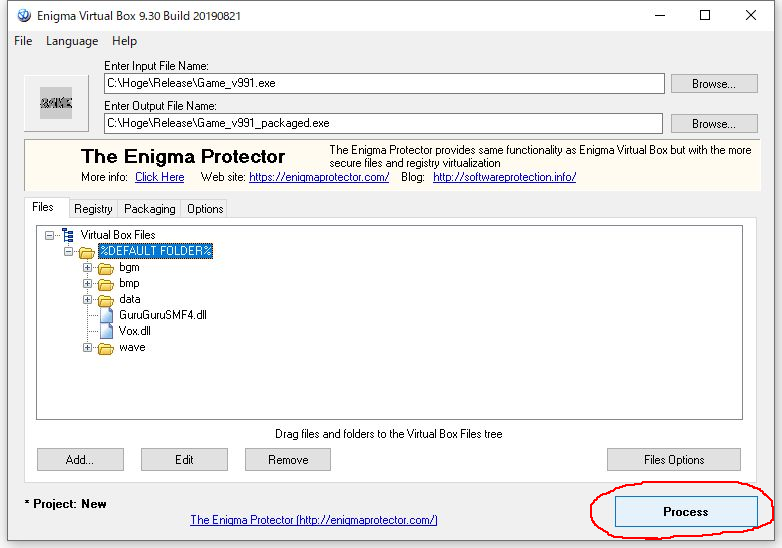 Enigma Virtual Box 9.30 Build 20190821
File Language Help
Enter Input File Name:
C:\Hoge\Release\Game_v991.exe Browse...
Enter Output File Name:
C:\Hoge\Release\Game_v991_packaged.exe Browse...
The Enigma Protector
The Enigma Protector provides same functionality as Enigma Virtual Box but with the more
secure files and registry virtualization
More info: Click Here Web site: https://enigmaprotector.com/ Blog: http://softwareprotection.info/
Files Registry Packaging Options
Virtual Box Files
%DEFAULT FOLDER%
bgm
bmp
data
GuruGuruSMF4.dll
Vox.dll
wave
Drag files and folders to the Virtual Box Files tree
Add... Edit Remove Files Options
* Project: New
The Enigma Protector (http://enigmaprotector.com/)
Process